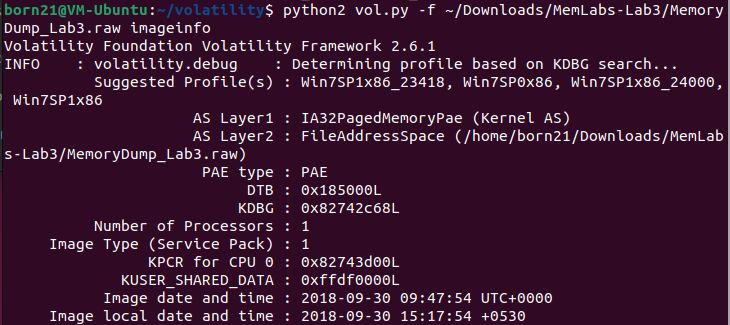 born21@VM-Ubuntu:~/volatility$ python2 vol.py -f ~/Downloads/MemLabs-Lab3/Memory
Dump_Lab3.raw imageinfo
Volatility Foundation Volatility Framework 2.6.1
INFO    : volatility.debug    : Determining profile based on KDBG search...
Suggested Profile(s) : Win7SP1x86_23418, Win7SP0x86, Win7SP1x86_24000,
Win7SP1x86
AS Layer1 : IA32PagedMemoryPae (Kernel AS)
AS Layer2 : FileAddressSpace (/home/born21/Downloads/MemLab
s-Lab3/MemoryDump_Lab3.raw)
PAE type : PAE
DTB : 0x185000L
KDBG : 0x82742c68L
Number of Processors : 1
Image Type (Service Pack) : 1
KPCR for CPU 0 : 0x82743d00L
KUSER_SHARED_DATA : 0xffdf0000L
Image date and time : 2018-09-30 09:47:54 UTC+0000
Image local date and time : 2018-09-30 15:17:54 +0530